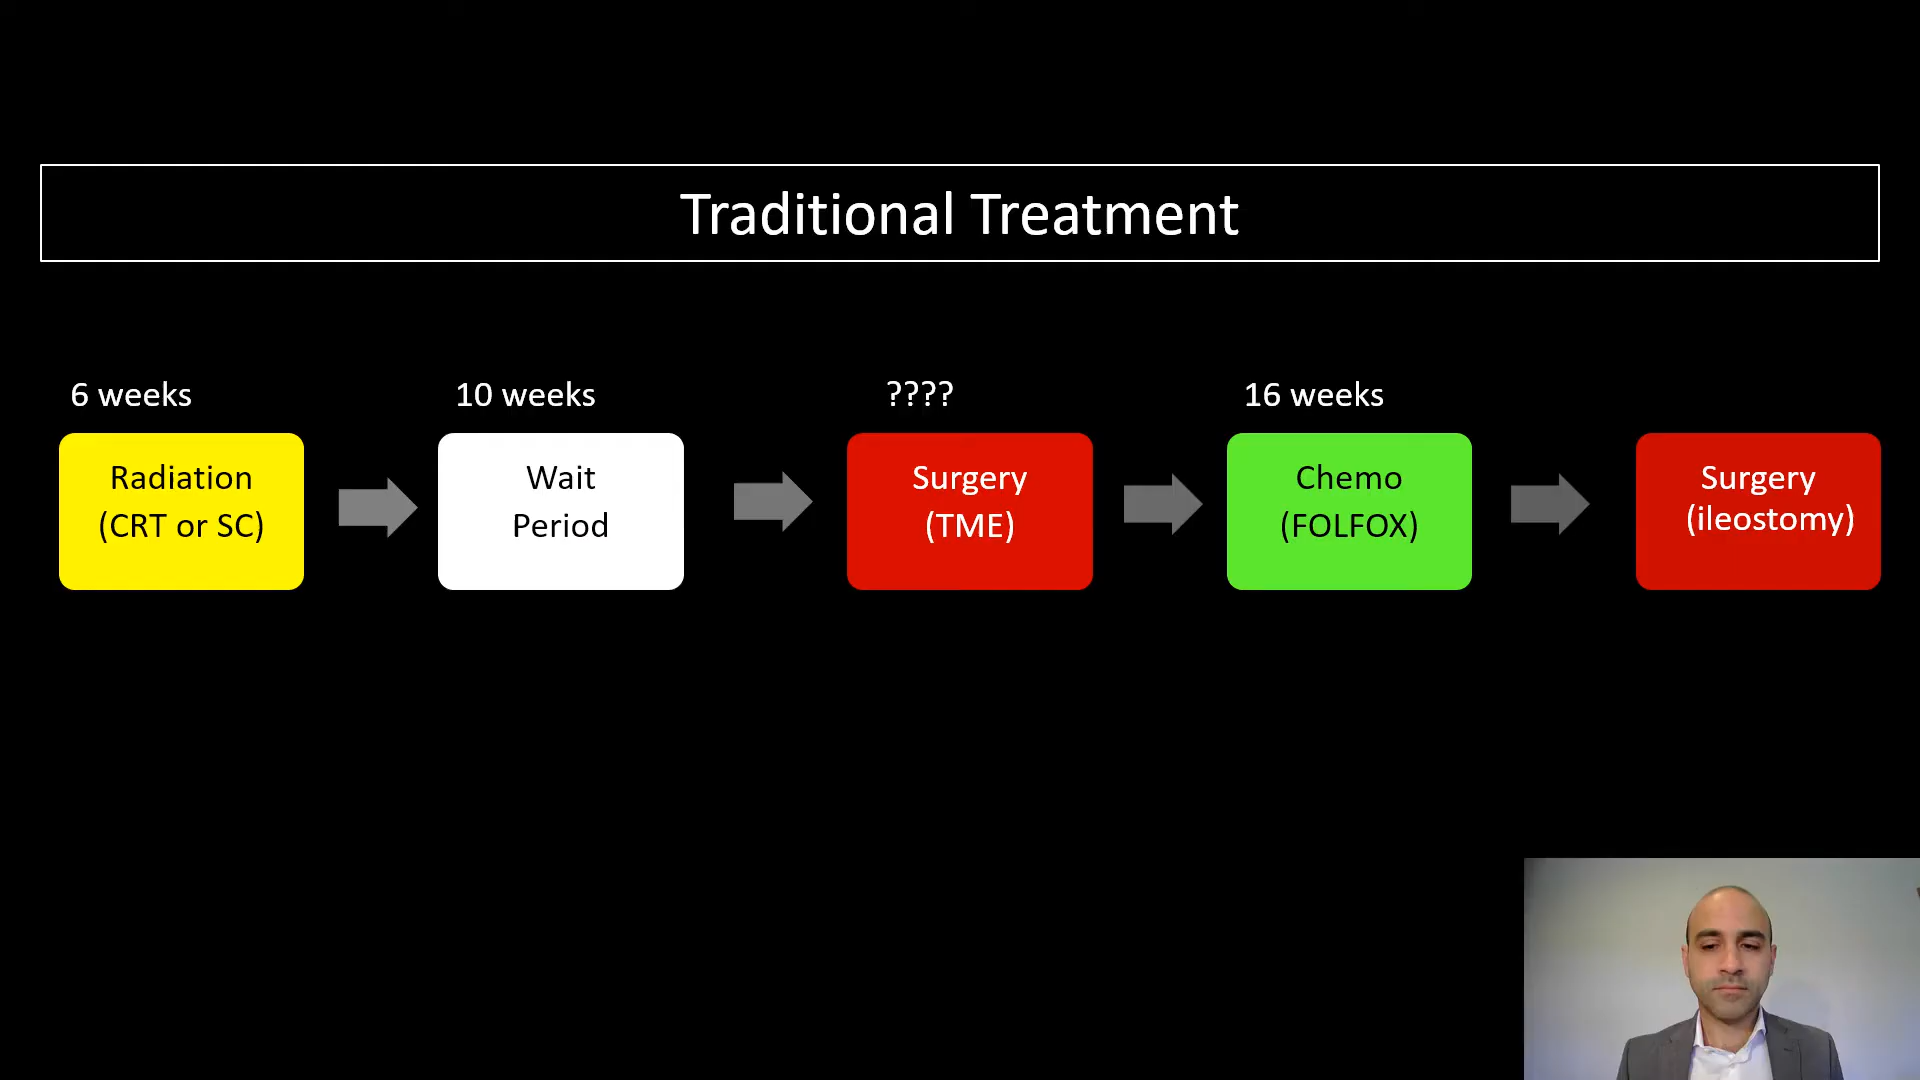 Traditional Treatment
6 weeks
10 weeks
????
16 weeks
Radiation
(CRT or SC)
Wait
Period
Surgery
(TME)
Chemo
(FOLFOX)
Surgery
(ileostomy)